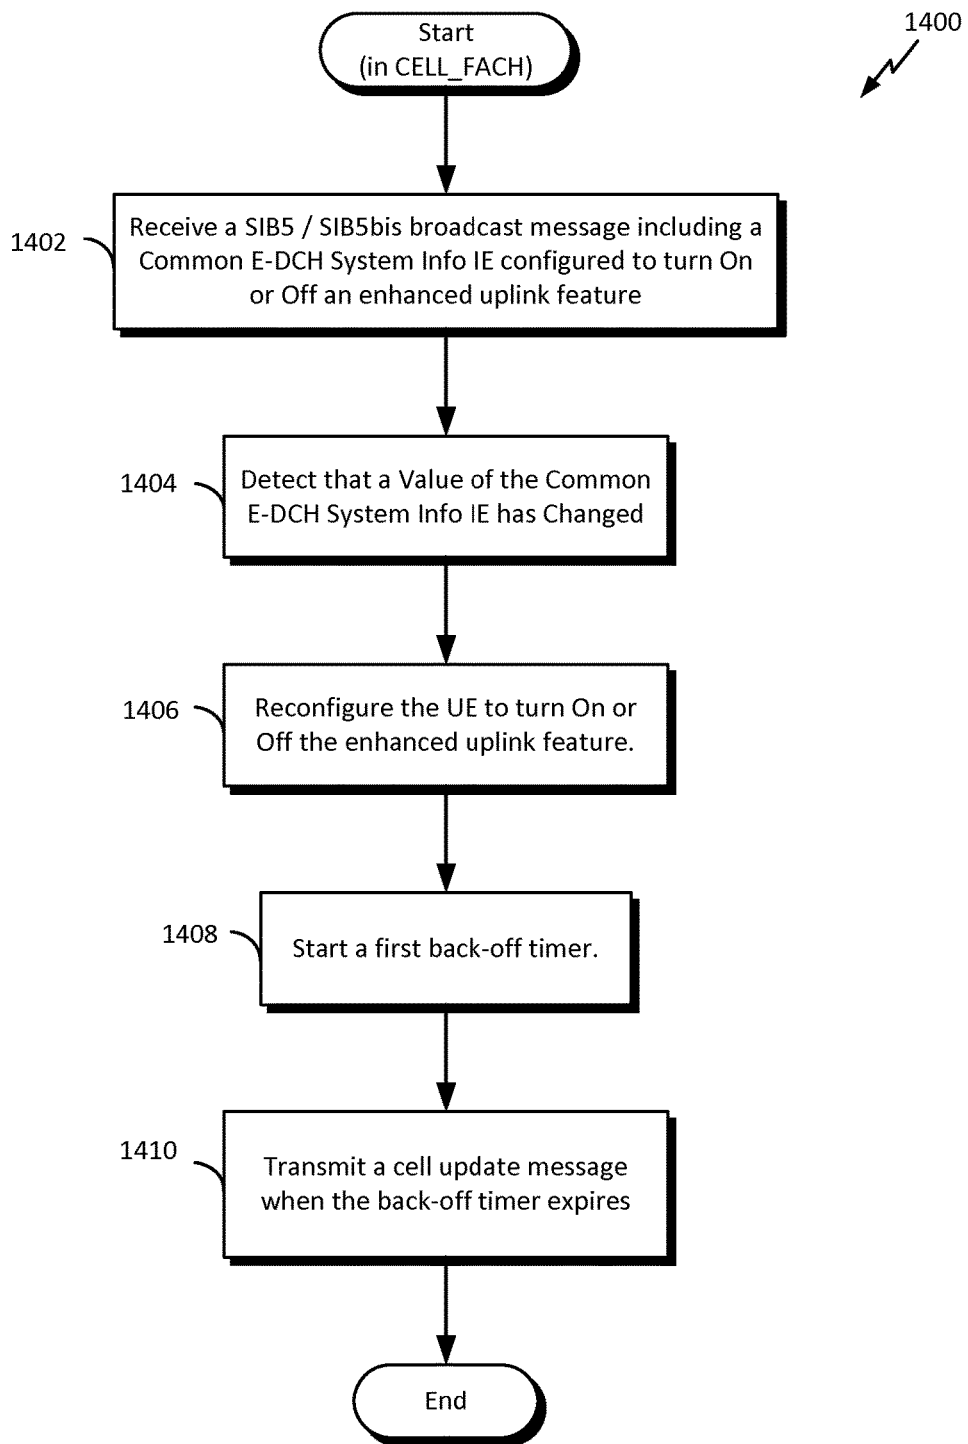 1400
Start
(in CELL_FACH)
1402
Receive a SIB5 / SIB5bis broadcast message including a
Common E-DCH System Info IE configured to turn On
or Off an enhanced uplink feature
1404
Detect that a Value of the Common
E-DCH System Info IE has Changed
1406
Reconfigure the UE to turn On or
Off the enhanced uplink feature.
1408
Start a first back-off timer.
1410
Transmit a cell update message
when the back-off timer expires
End